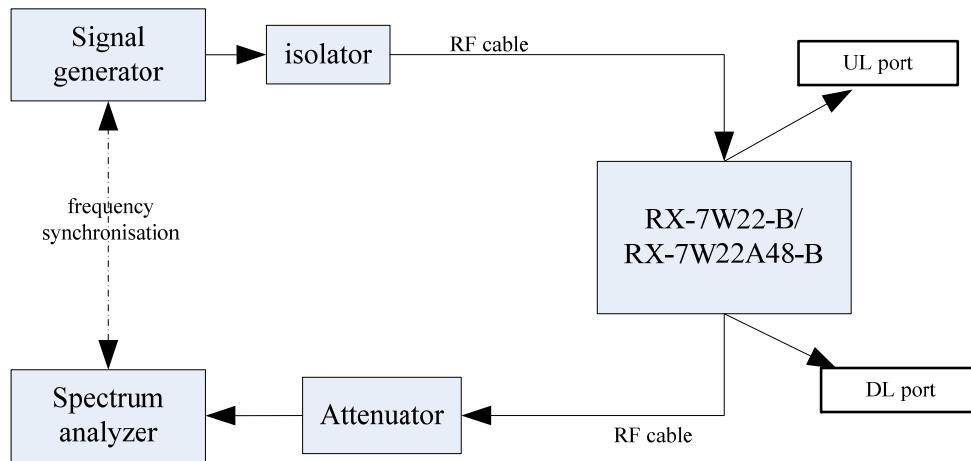 Signal
generator
isolator
RF cable
UL port
frequency
synchronisation
RX-7W22-B/
RX-7W22A48-B
Spectrum
analyzer
Attenuator
RF cable
DL port